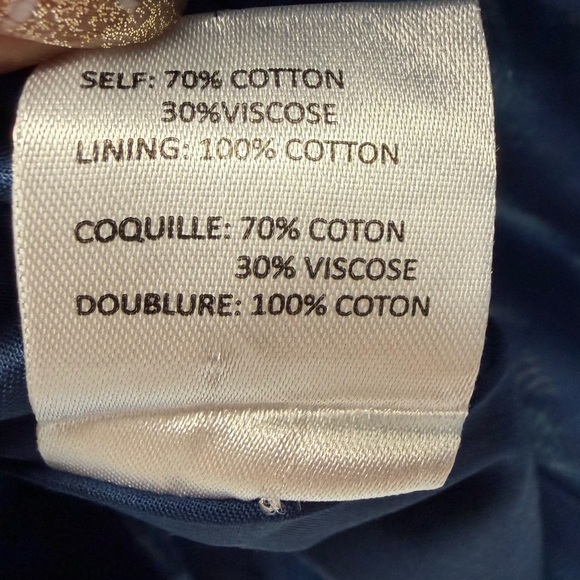 SELF: 70% COTTON
30%VISCOSE
LINING: 100% COTTON
COQUILLE: 70% COTON
30% VISCOSE
DOUBLURE: 100% COTON